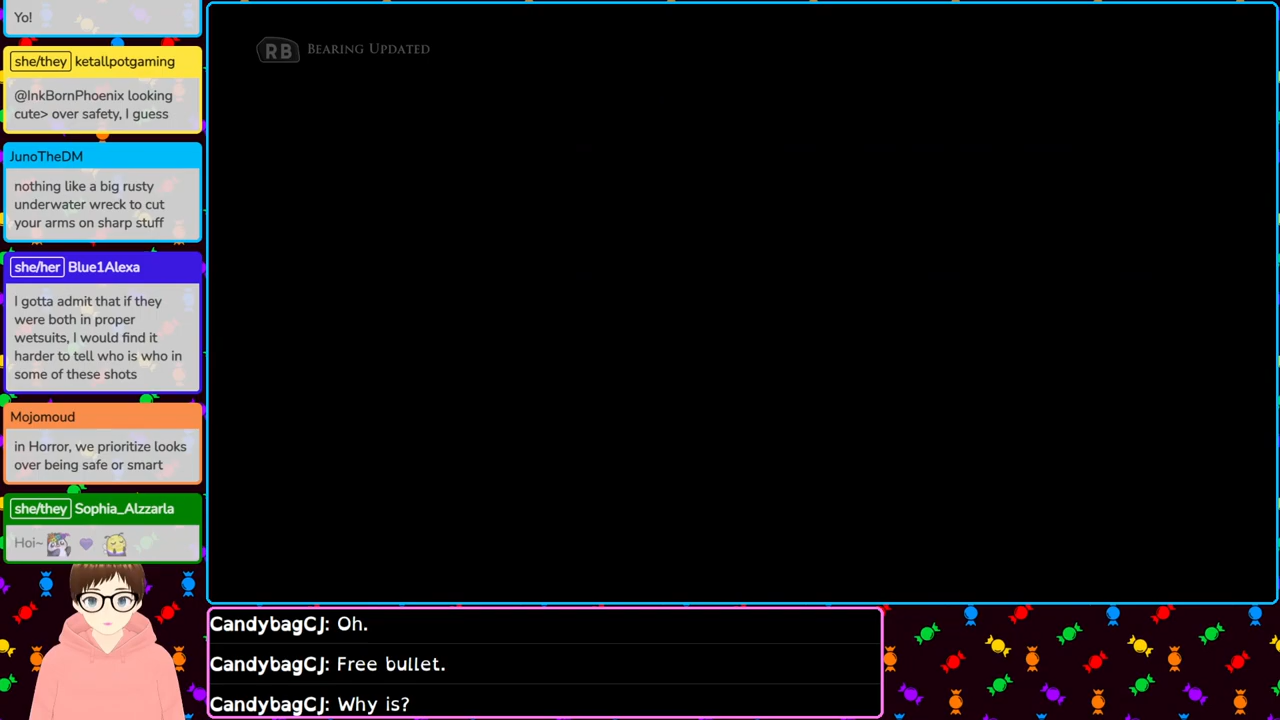 Yo!
she/they ketallpotgaming
@InkBornPhoenix looking
cute> over safety, I guess
JunoTheDM
nothing like a big rusty
underwater wreck to cut
your arms on sharp stuff
she/her Blue1Alexa
I gotta admit that if they
were both in proper
wetsuits, I would find it
harder to tell who is who in
some of these shots
Mojomoud
in Horror, we prioritize looks
over being safe or smart
she/they Sophia_Alzzarla
Hoi~
RB Bearing Updated
CandybagCJ: Oh.
CandybagCJ: Free bullet.
CandybagCJ: Why is?